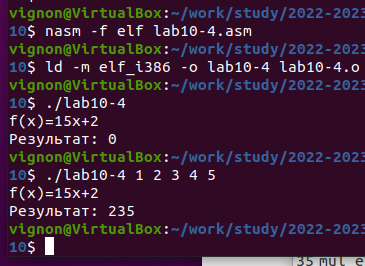 vignon@VirtualBox:~/work/study/2022-2023
10$ nasm -f elf lab10-4.asm
vignon@VirtualBox:~/work/study/2022-2023
10$ ld -m elf_i386 -o lab10-4 lab10-4.o
vignon@VirtualBox:~/work/study/2022-2023
10$ ./lab10-4
f(x)=15x+2
Результат: 0
vignon@VirtualBox:~/work/study/2022-2023
10$ ./lab10-4 1 2 3 4 5
f(x)=15x+2
Результат: 235
vignon@VirtualBox:~/work/study/2022-2023
10$
35 mul e